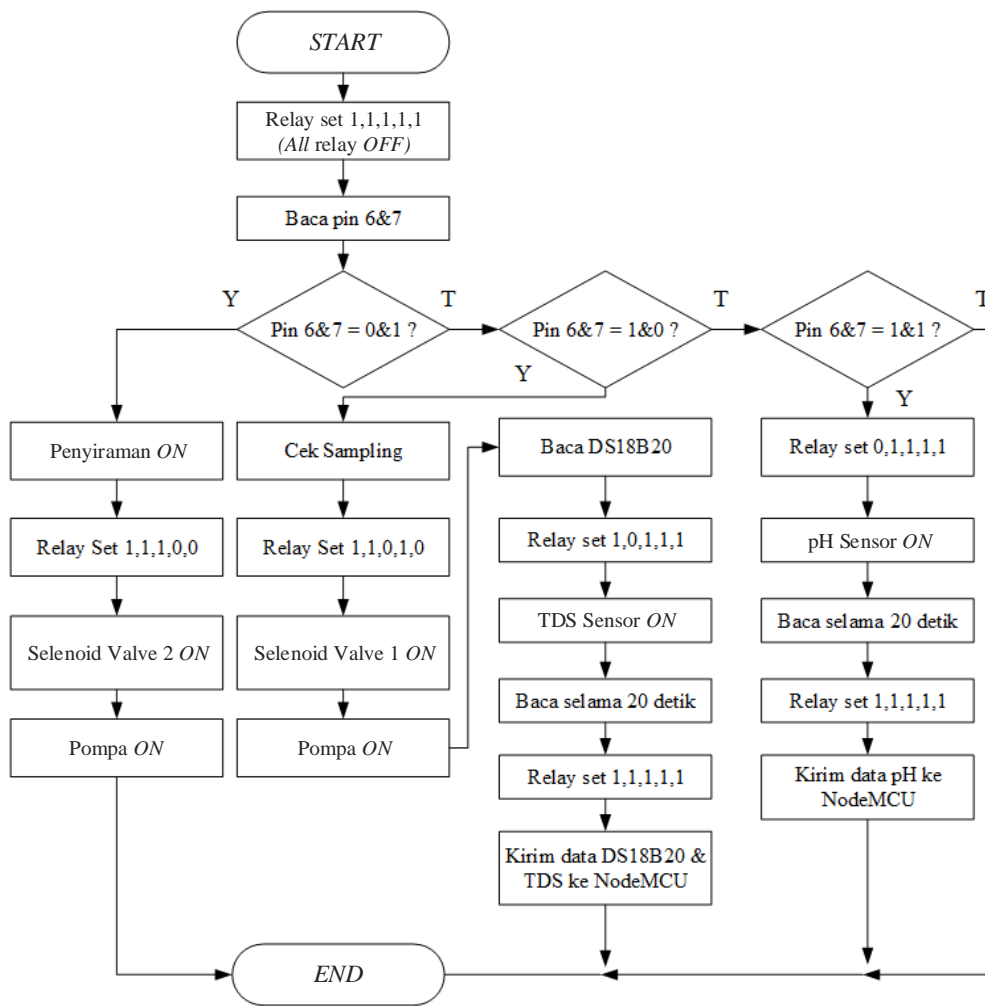 START
Relay set 1,1,1,1,1
(All relay OFF)
Baca pin 6&7
Y
Pin 6&7 = 0&1 ?
T
Pin 6&7 = 1&0 ?
T
Pin 6&7 = 1&1 ?
T
Y
Y
Penyiraman ON
Relay Set 1,1,1,0,0
Selenoid Valve 2 ON
Pompa ON
Cek Sampling
Relay Set 1,1,0,1,0
Selenoid Valve 1 ON
Pompa ON
Baca DS18B20
Relay set 1,0,1,1,1
TDS Sensor ON
Baca selama 20 detik
Relay set 1,1,1,1,1
Kirim data DS18B20 &
TDS ke NodeMCU
Relay set 0,1,1,1,1
pH Sensor ON
Baca selama 20 detik
Relay set 1,1,1,1,1
Kirim data pH ke
NodeMCU
END